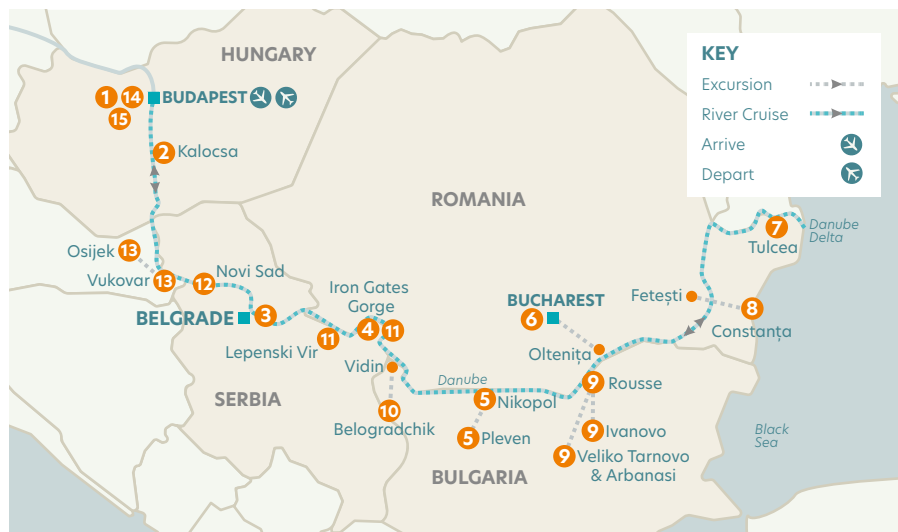 HUNGARY
KEY
Excursion
River Cruise
Arrive
Depart
1 14 BUDAPEST
15
2 Kalocsa
ROMANIA
7
Tulcea
Danube
Delta
Osijek 13
Vukovar 13
12 Novi Sad
Iron Gates
Gorge
BELGRADE 3
4 11
11
Lepenski Vir
BUCHAREST
6
Fetești
8
Constanța
Oltenița
Vidin
Danube
9 Rousse
SERBIA
10
Belogradchik
5 Nikopol
5 Pleven
9 Ivanovo
9 Veliko Tarnovo
& Arbanasi
Black
Sea
BULGARIA